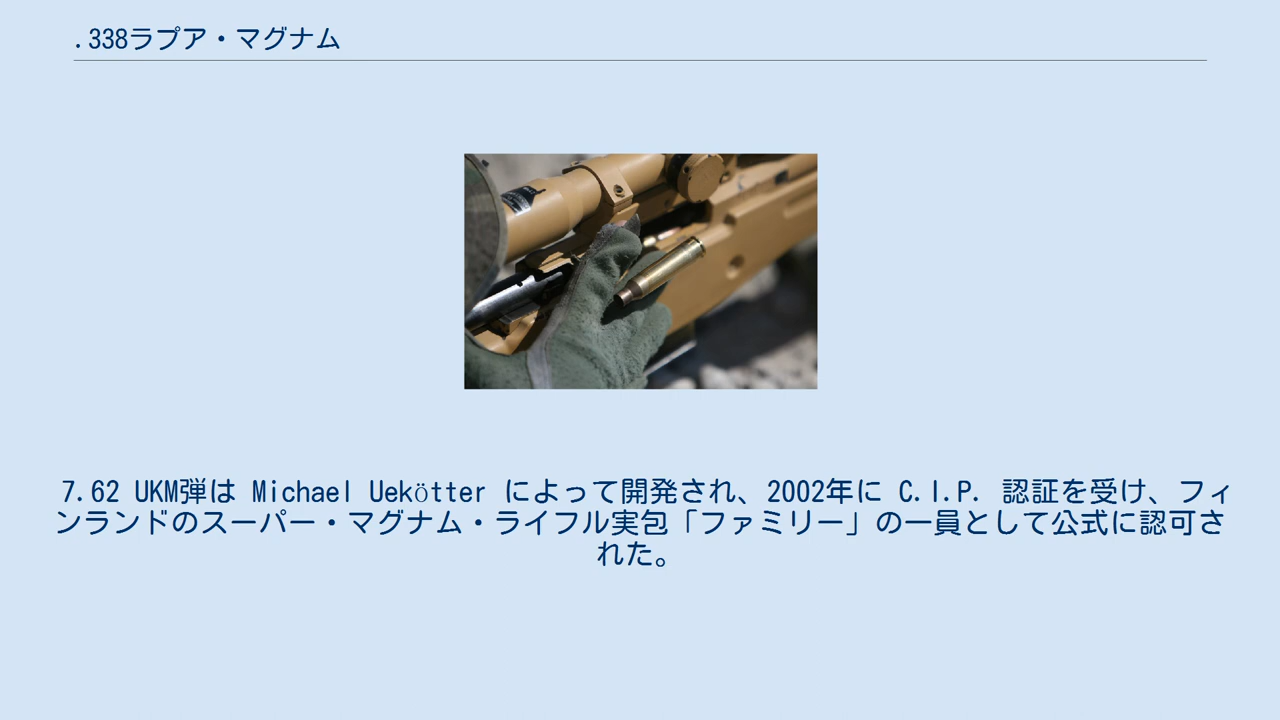 .338ラプア・マグナム
7.62 UKM弾は Michael Uekötter によって開発され、2002年に C.I.P. 認証を受け、フィ
ンランドのスーパー・マグナム・ライフル実包「ファミリー」の一員として公式に認可さ
れた。